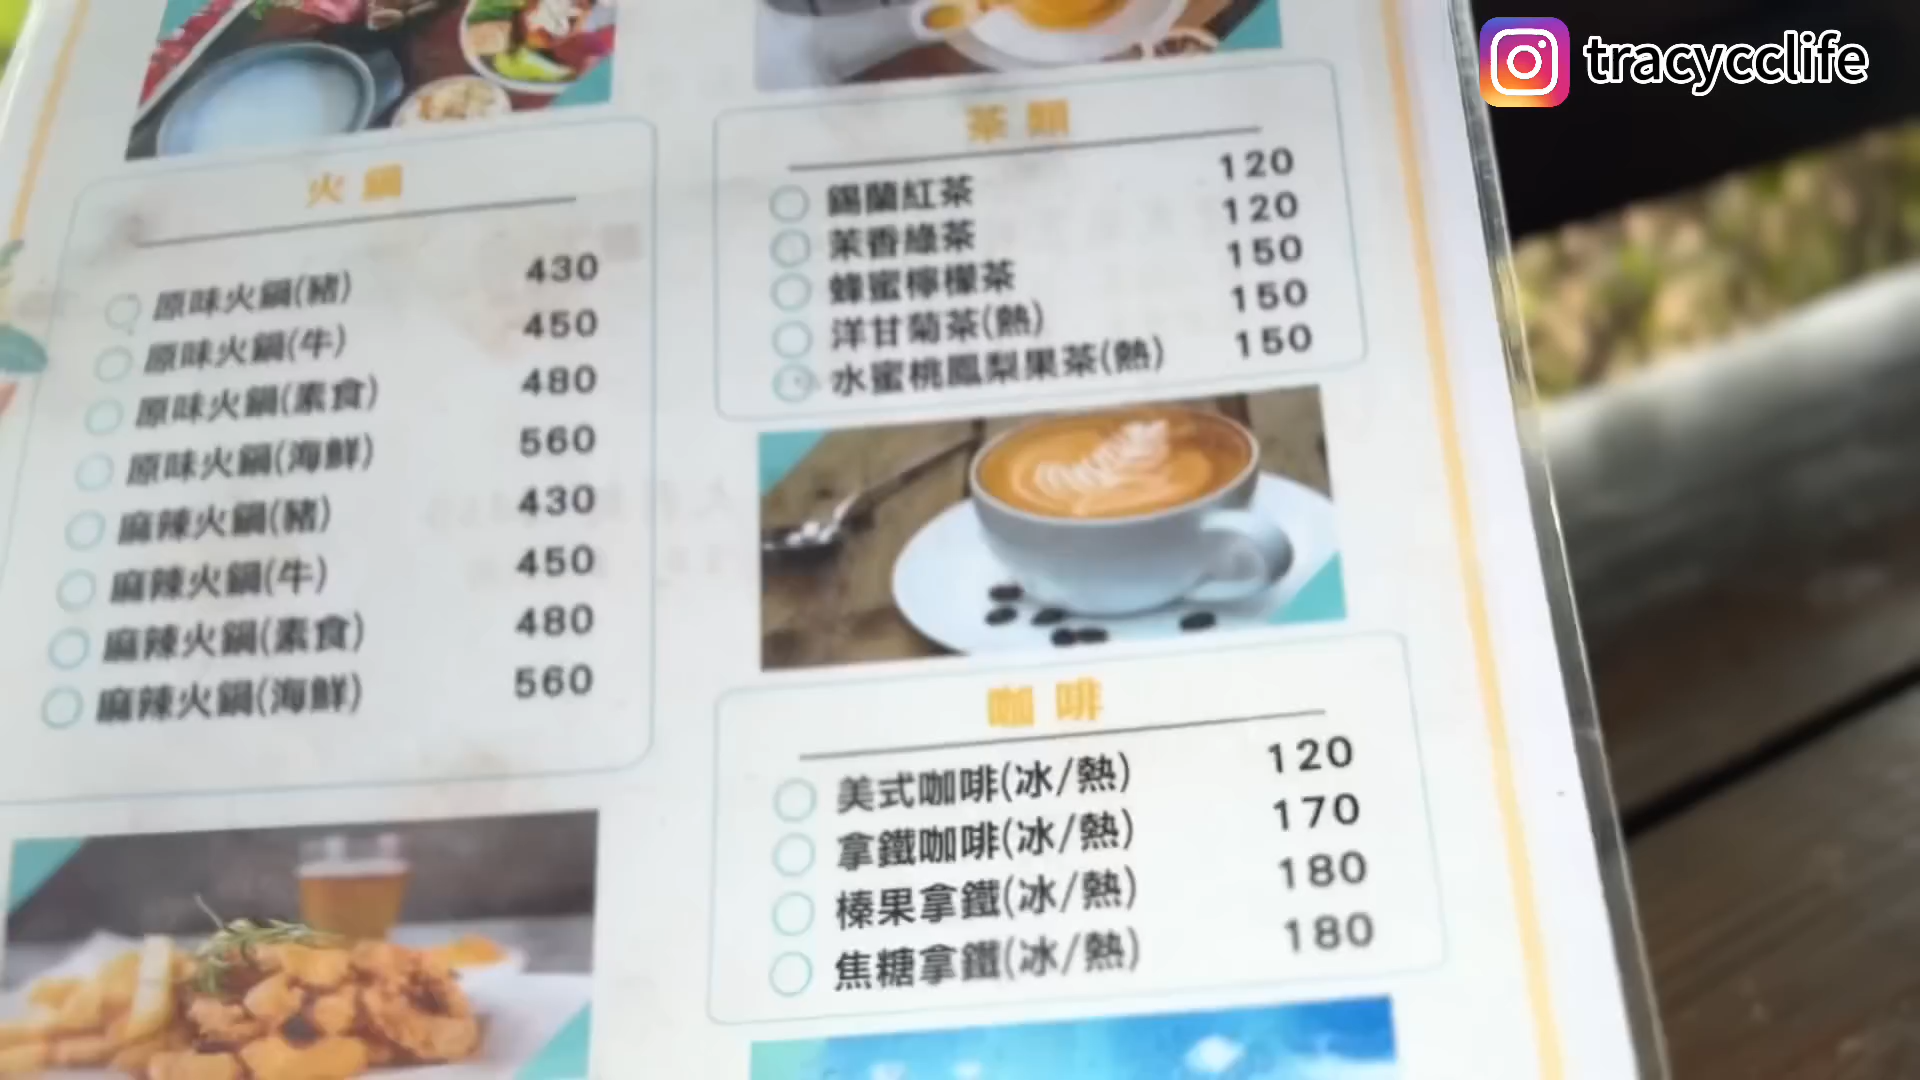 tracycclife
火鍋
原味火鍋(豬) 430
原味火鍋(牛) 450
原味火鍋(素食) 480
原味火鍋(海鮮) 560
麻辣火鍋(豬) 430
麻辣火鍋(牛) 450
麻辣火鍋(素食) 480
麻辣火鍋(海鮮) 560
茶類
錫蘭紅茶 120
茉香綠茶 120
蜂蜜檸檬茶 150
洋甘菊茶(熱) 150
水蜜桃鳳梨果茶(熱) 150
咖啡
美式咖啡(冰/熱) 120
拿鐵咖啡(冰/熱) 170
榛果拿鐵(冰/熱) 180
焦糖拿鐵(冰/熱) 180